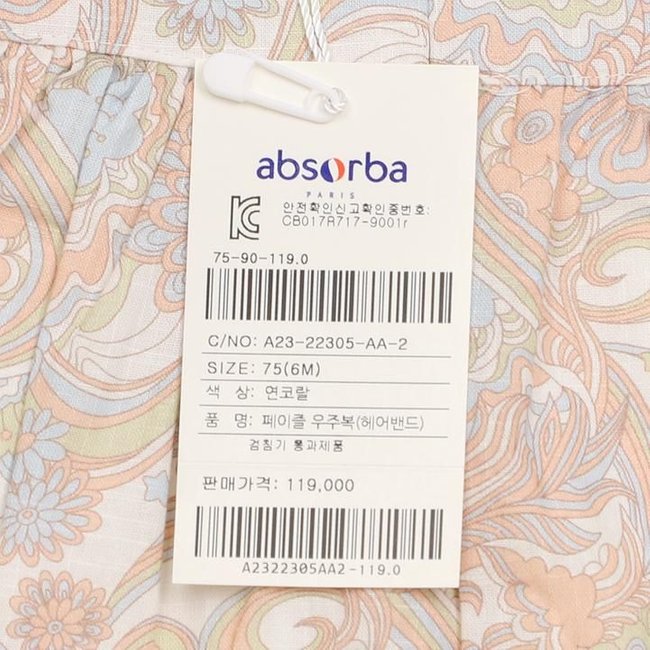 absorba
PARIS
안전확인신고확인증번호:
CB017R717-9001r
75-90-119.0
C/NO: A23-22305-AA-2
SIZE: 75(6M)
색 상: 연코랄
품 명: 페이즐 우주복(헤어밴드)
검침기 통과제품
판매가격: 119,000
A2322305AA2-119.0